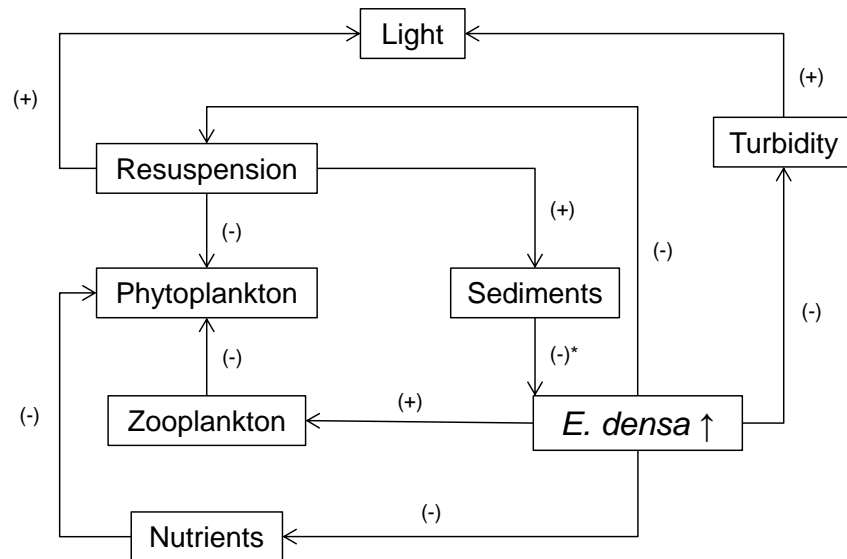 Light
(+)
(+)
Turbidity
Resuspension
(+)
(-)
(-)
Phytoplankton
Sediments
(-)
(-)
(-)*
(-)
Zooplankton
(+)
E. densa ↑
(-)
Nutrients